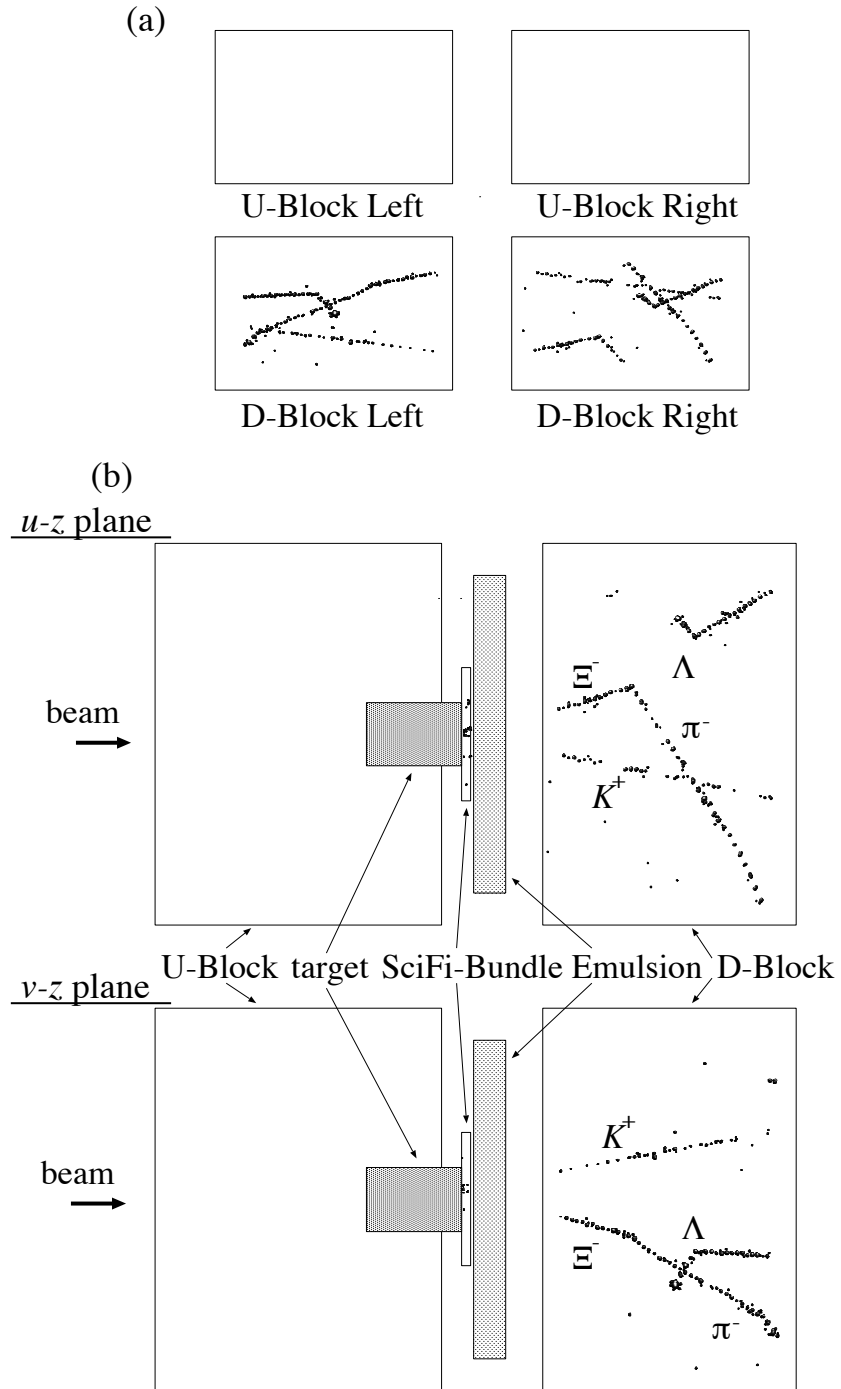 (a)
U-Block Left U-Block Right
D-Block Left D-Block Right
(b)
u-z plane
Λ
Ξ⁻
beam
π⁻
K⁺
U-Block target SciFi-Bundle Emulsion D-Block
v-z plane
K⁺
beam
Λ
Ξ⁻
π⁻